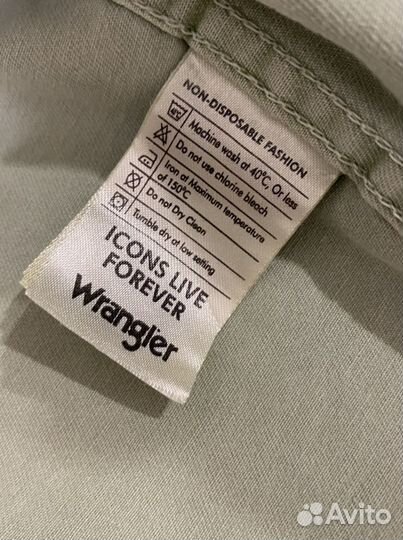 NON-DISPOSABLE FASHION
40°C Machine wash at 40°C, Or less
Do not use chlorine bleach
Iron at Maximum temperature
of 150°C
Do not Dry Clean
Tumble dry at low setting
ICONS LIVE
FOREVER
Wrangler
Avito